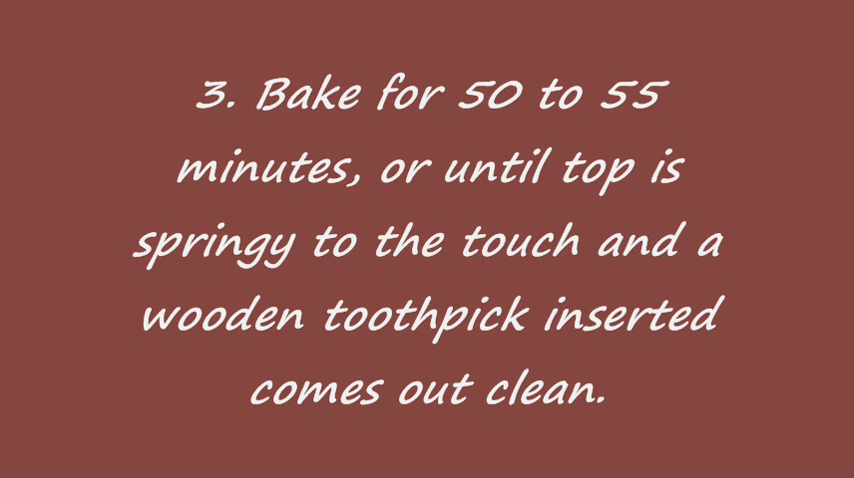 3. Bake for 50 to 55
minutes, or until top is
springy to the touch and a
wooden toothpick inserted
comes out clean.